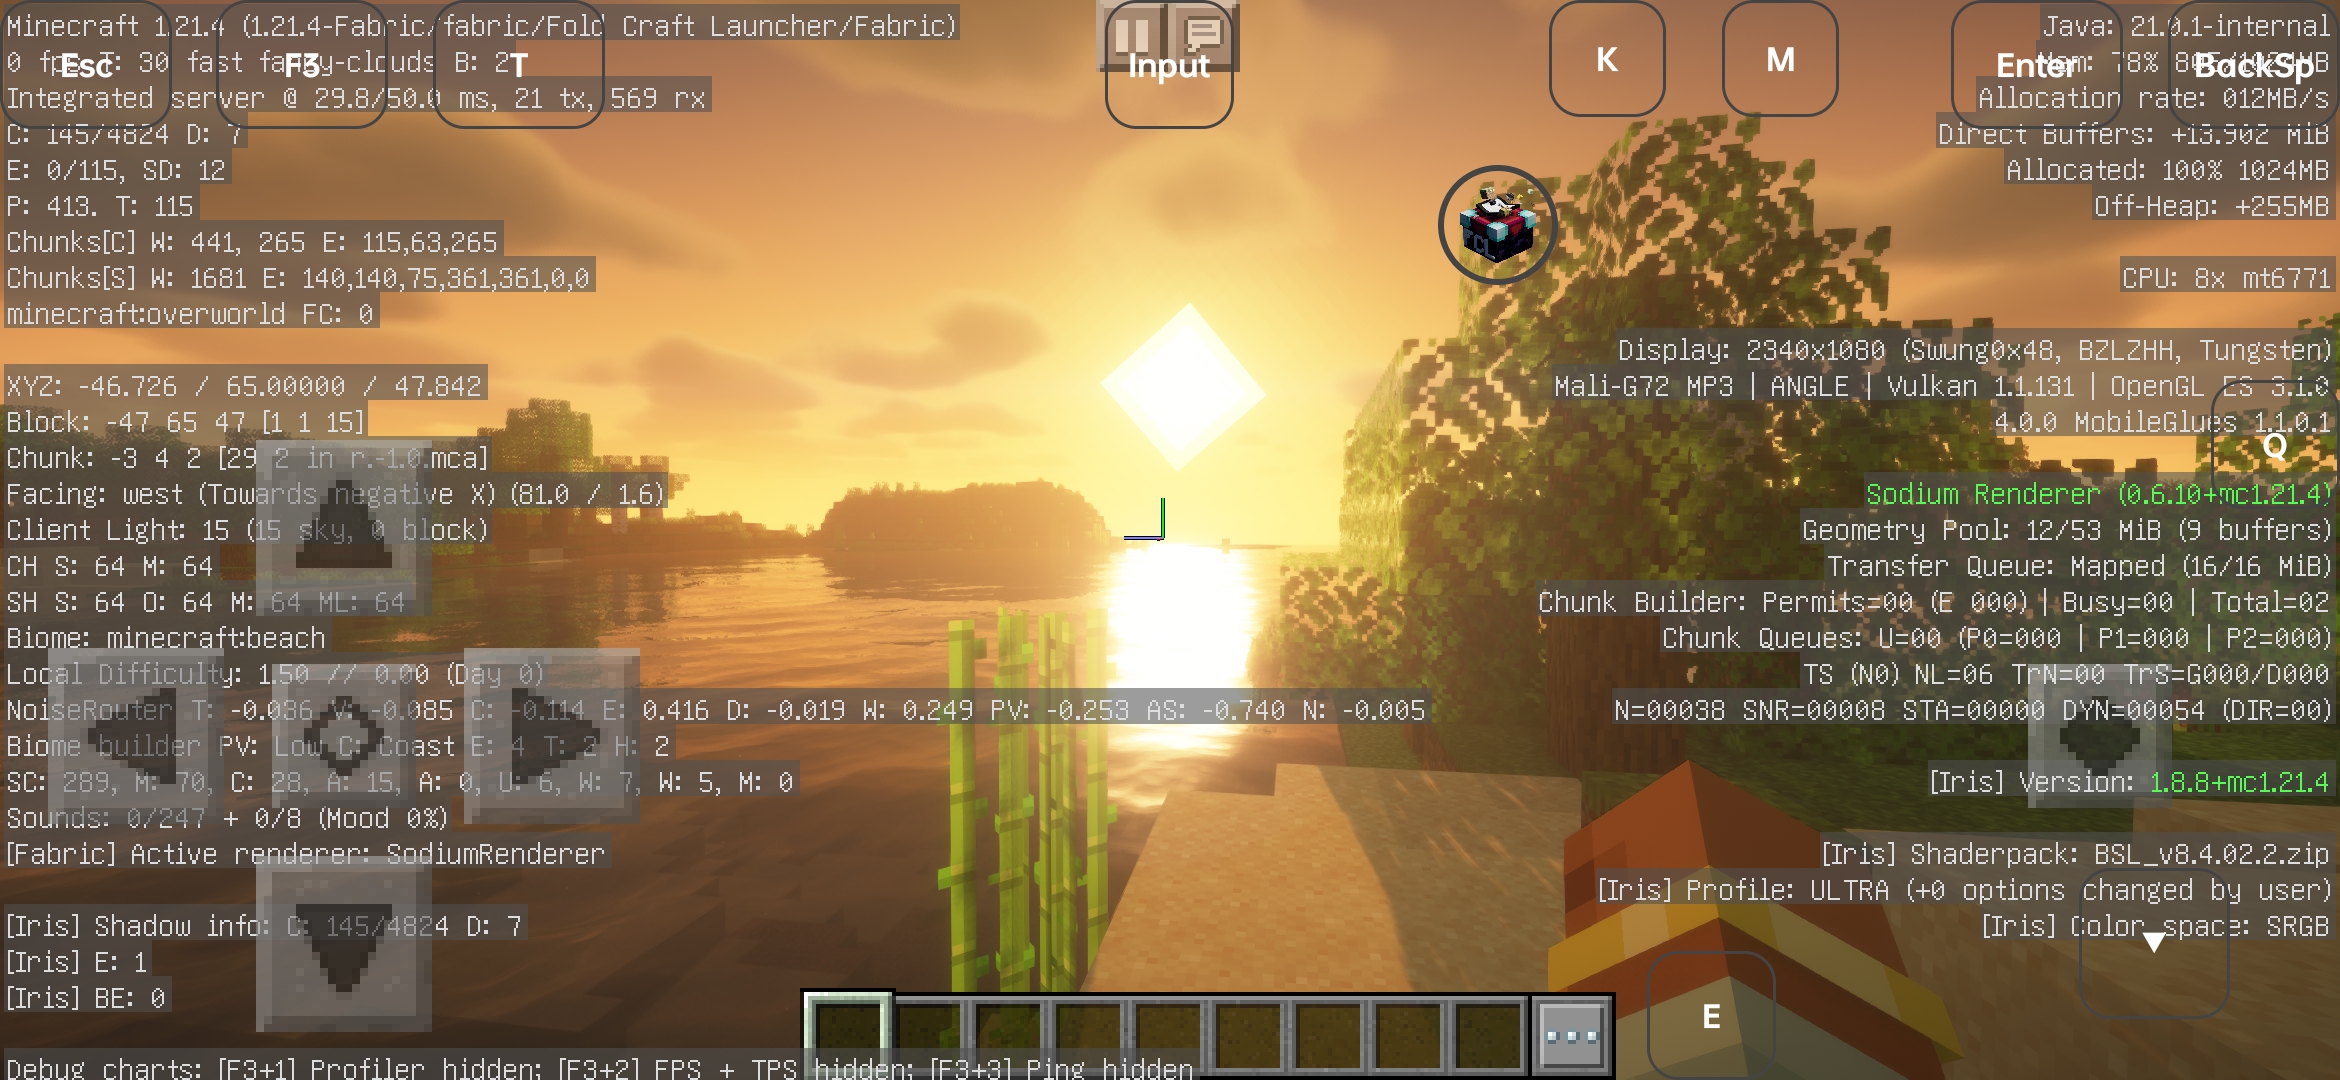 Minecraft 1.21.4 (1.21.4-Fabric/fabric/Fold Craft Launcher/Fabric)
0 fps T: 30 fast fancy-clouds B: 2
Integrated server @ 29.8/50.0 ms, 21 tx, 569 rx
C: 145/4824 D: 7
E: 0/115, SD: 12
P: 413. T: 115
Chunks[C] W: 441, 265 E: 115,63,265
Chunks[S] W: 1681 E: 140,140,75,361,361,0,0
minecraft:overworld FC: 0
XYZ: -46.726 / 65.00000 / 47.842
Block: -47 65 47 [1 1 15]
Chunk: -3 4 2 [29 2 in r.-1.0.mca]
Facing: west (Towards negative X) (81.0 / 1.6)
Client Light: 15 (15 sky, 0 block)
CH S: 64 M: 64
SH S: 64 O: 64 M: 64 ML: 64
Biome: minecraft:beach
Local Difficulty: 1.50 // 0.00 (Day 0)
NoiseRouter T: -0.036 V: -0.085 C: -0.114 E: 0.416 D: -0.019 W: 0.249 PV: -0.253 AS: -0.740 N: -0.005
Biome builder PV: Low C: Coast E: 4 T: 2 H: 2
SC: 289, M: 70, C: 28, A: 15, A: 0, U: 6, W: 7, W: 5, M: 0
Sounds: 0/247 + 0/8 (Mood 0%)
[Fabric] Active renderer: SodiumRenderer
[Iris] Shadow info: C: 145/4824 D: 7
[Iris] E: 1
[Iris] BE: 0
Debug charts: [F3+1] Profiler hidden; [F3+2] FPS + TPS hidden; [F3+3] Ping hidden
Esc
F3
T
Input
K
M
Enter
BackSp
Java: 21.0.1-internal
Mem: 78%
Allocation rate: 012MB/s
Direct Buffers: +13.902 MiB
Allocated: 100% 1024MB
Off-Heap: +255MB
CPU: 8x mt6771
Display: 2340x1080 (Swung0x48, BZLZHH, Tungsten)
Mali-G72 MP3 | ANGLE | Vulkan 1.1.131 | OpenGL ES 3.1.0
4.0.0 MobileGlues 1.1.0.1
Q
Sodium Renderer (0.6.10+mc1.21.4)
Geometry Pool: 12/53 MiB (9 buffers)
Transfer Queue: Mapped (16/16 MiB)
Chunk Builder: Permits=00 (E 000) | Busy=00 | Total=02
Chunk Queues: U=00 (P0=000 | P1=000 | P2=000)
TS (N0) NL=06 TrN=00 TrS=G000/D000
N=00038 SNR=00008 STA=00000 DYN=00054 (DIR=00)
[Iris] Version: 1.8.8+mc1.21.4
[Iris] Shaderpack: BSL_v8.4.02.2.zip
[Iris] Profile: ULTRA (+0 options changed by user)
[Iris] Color space: SRGB
E